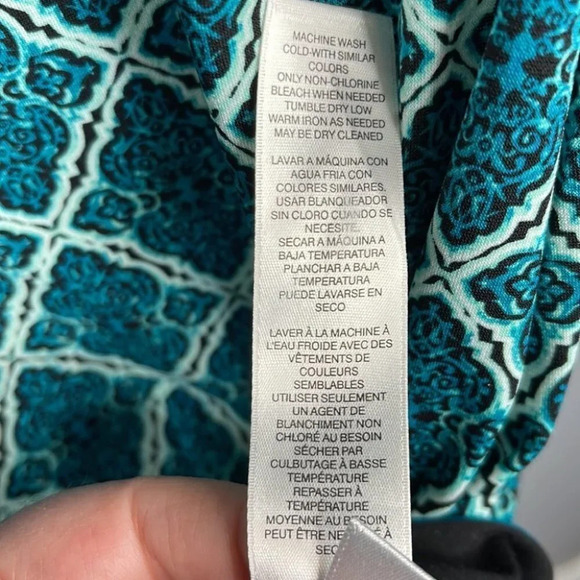 MACHINE WASH
COLD-WITH SIMILAR
COLORS
ONLY NON-CHLORINE
BLEACH WHEN NEEDED
TUMBLE DRY LOW
WARM IRON AS NEEDED
MAY BE DRY CLEANED
LAVAR A MÁQUINA CON
AGUA FRIA CON
COLORES SIMILARES.
USAR BLANQUEADOR
SIN CLORO CUANDO SE
NECESITE
SECAR A MÁQUINA A
BAJA TEMPERATURA
PLANCHAR A BAJA
TEMPERATURA
PUEDE LAVARSE EN
SECO
LAVER À LA MACHINE À
L'EAU FROIDE AVEC DES
VÊTEMENTS DE
COULEURS
SEMBLABLES
UTILISER SEULEMENT
UN AGENT DE
BLANCHIMENT NON
CHLORÉ AU BESOIN
SÉCHER PAR
CULBUTAGE À BASSE
TEMPÉRATURE
REPASSER À
TEMPÉRATURE
MOYENNE AU BESOIN
PEUT ÊTRE À
SEC